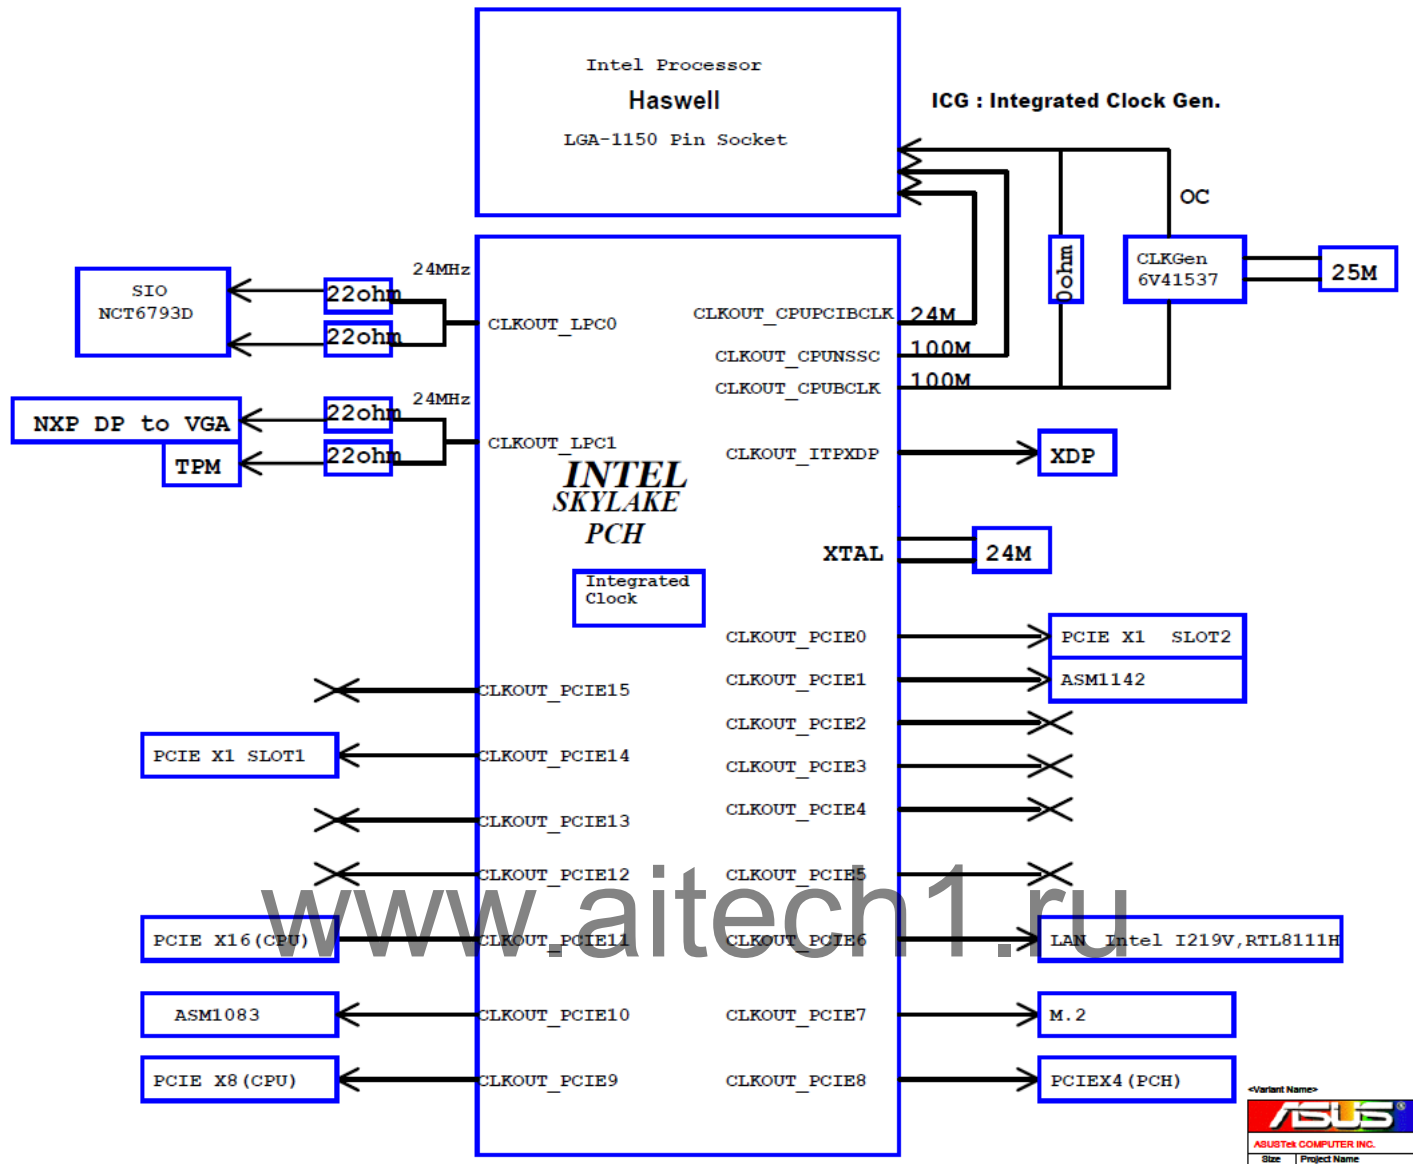 Intel Processor
Haswell
LGA-1150 Pin Socket
ICG : Integrated Clock Gen.
OC
0ohm
CLKGen
6V41537
25M
SIO
NCT6793D
22ohm
22ohm
24MHz
CLKOUT_LPC0
CLKOUT_CPUPCIBCLK
24M
CLKOUT_CPUNSSC
100M
CLKOUT_CPUBCLK
100M
NXP DP to VGA
TPM
22ohm
22ohm
24MHz
CLKOUT_LPC1
CLKOUT_ITPXDP
XDP
INTEL
SKYLAKE
PCH
XTAL
24M
Integrated
Clock
CLKOUT_PCIE0
PCIE X1 SLOT2
CLKOUT_PCIE1
ASM1142
CLKOUT_PCIE15
CLKOUT_PCIE2
PCIE X1 SLOT1
CLKOUT_PCIE14
CLKOUT_PCIE3
CLKOUT_PCIE4
CLKOUT_PCIE13
CLKOUT_PCIE12
CLKOUT_PCIE5
www.aitech1.ru
PCIE X16(CPU)
CLKOUT_PCIE11
CLKOUT_PCIE6
LAN Intel I219V,RTL8111H
ASM1083
CLKOUT_PCIE10
CLKOUT_PCIE7
M.2
PCIE X8(CPU)
CLKOUT_PCIE9
CLKOUT_PCIE8
PCIEX4(PCH)
<Variant Name>
ASUS®
ASUSTek COMPUTER INC.
Size Project Name